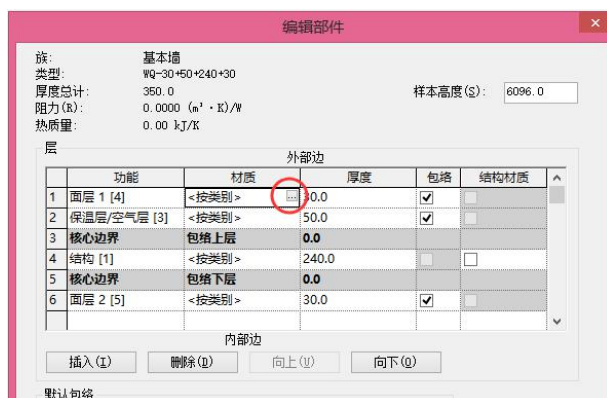 编辑部件
族: 基本墙
类型: WQ-30+50+240+30
厚度总计: 350.0 样本高度(S): 6096.0
阻力(R): 0.0000 (m²·K)/W
热质量: 0.00 kJ/K
层
外部边
功能 材质 厚度 包络 结构材质
1 面层 1 [4] <按类别> 30.0
2 保温层/空气层 [3] <按类别> 50.0
3 核心边界 包络上层 0.0
4 结构 [1] <按类别> 240.0
5 核心边界 包络下层 0.0
6 面层 2 [5] <按类别> 30.0
内部边
插入(I) 删除(D) 向上(U) 向下(O)
默认包络